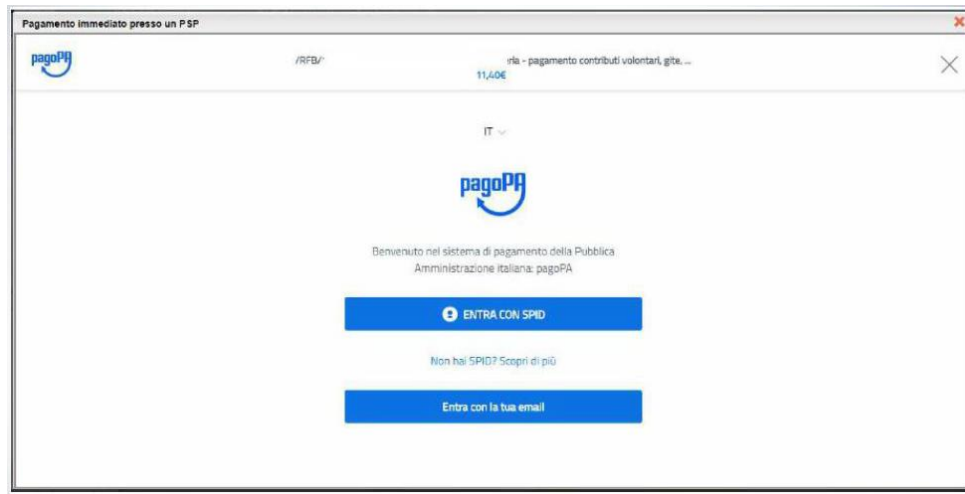 Pagamento immediato presso un PSP
pagoPA
/RFB/
- pagamento contributi volontari, gite, ...
11,40€
IT
pagoPA
Benvenuto nel sistema di pagamento della Pubblica
Amministrazione italiana: pagoPA
ENTRA CON SPID
Non hai SPID? Scopri di più
Entra con la tua email